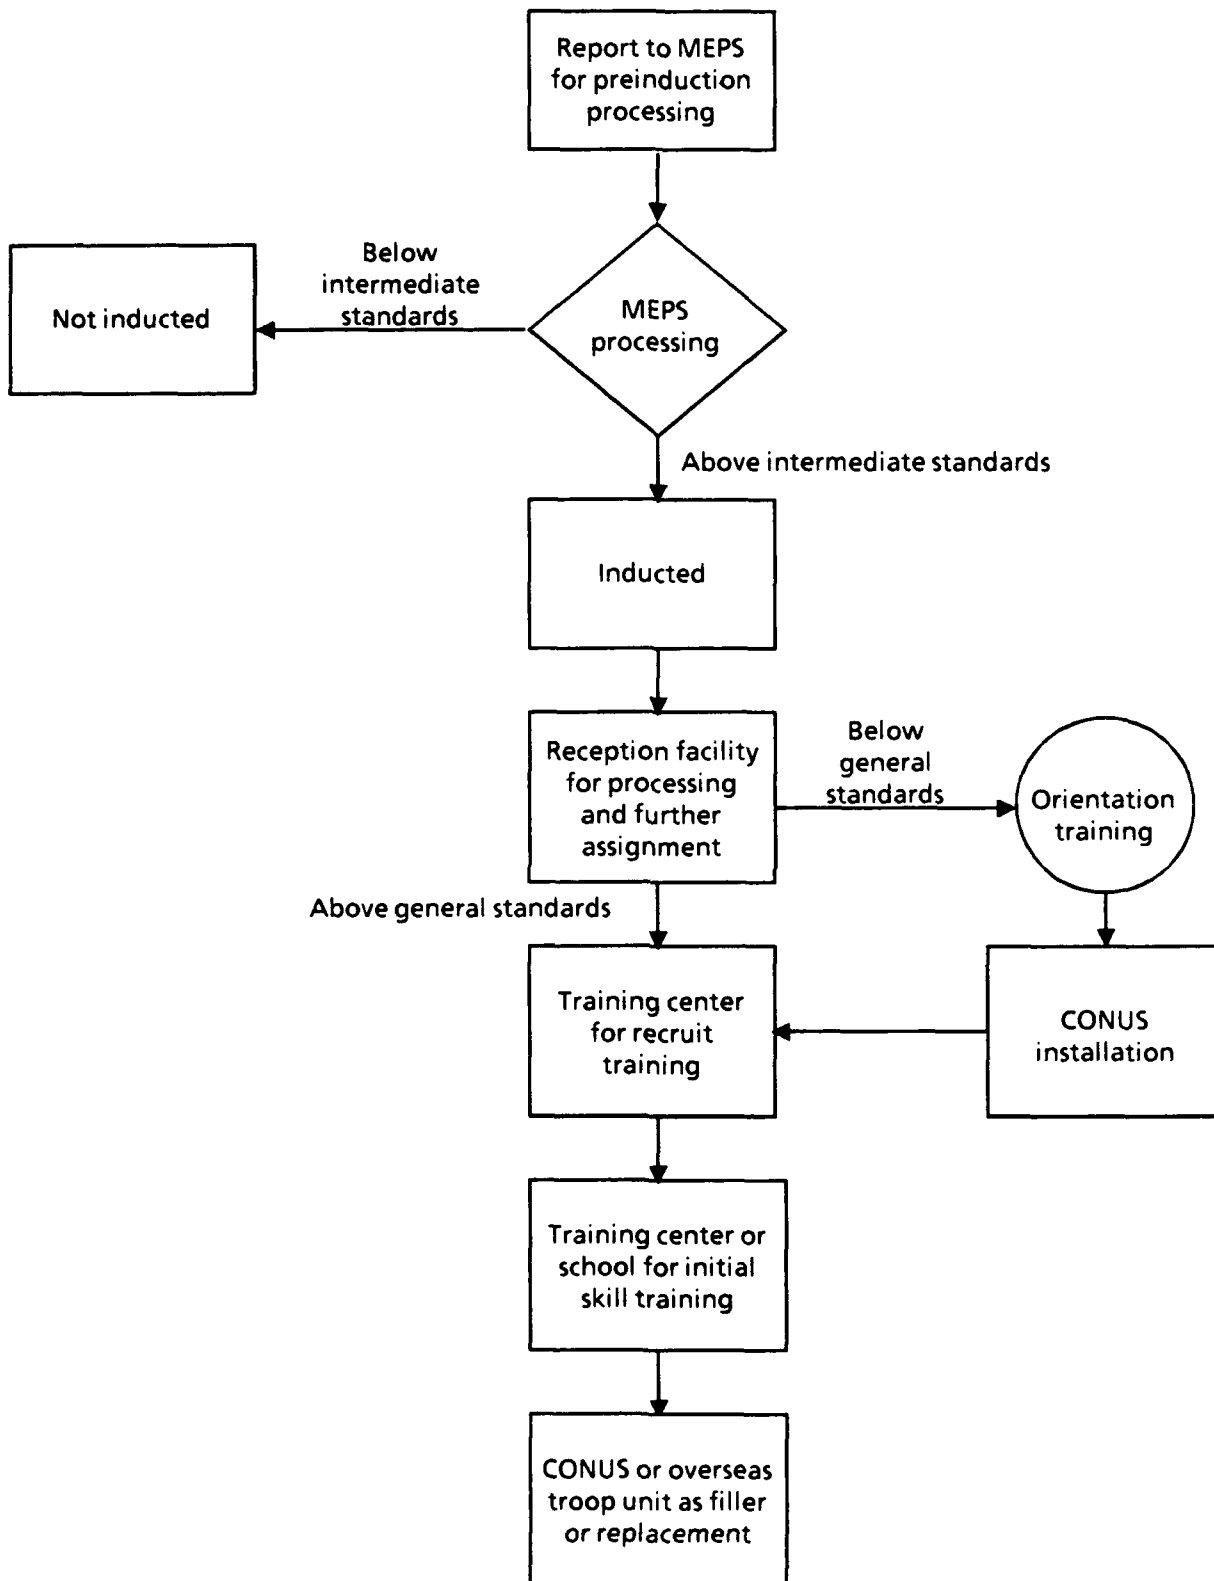 Report to MEPS
for preinduction
processing
Below
intermediate
standards
Not inducted
MEPS
processing
Above intermediate standards
Inducted
Reception facility
for processing
and further
assignment
Below
general
standards
Orientation
training
Above general standards
Training center
for recruit
training
CONUS
installation
Training center or
school for initial
skill training
CONUS or overseas
troop unit as filler
or replacement